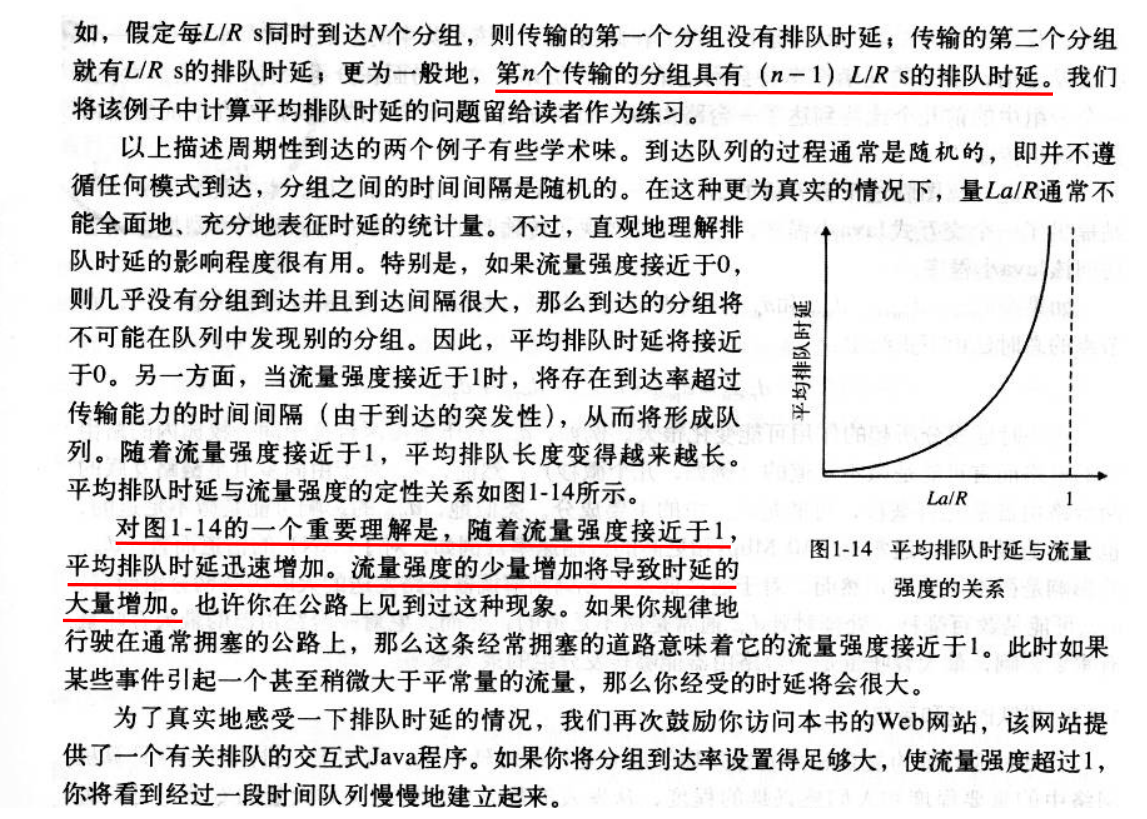 如，假定每L/R s同时到达N个分组，则传输的第一个分组没有排队时延；传输的第二个分组
就有L/R s的排队时延；更为一般地，第n个传输的分组具有（n－1）L/R s的排队时延。我们
将该例子中计算平均排队时延的问题留给读者作为练习。
以上描述周期性到达的两个例子有些学术味。到达队列的过程通常是随机的，即并不遵
循任何模式到达，分组之间的时间间隔是随机的。在这种更为真实的情况下，量La/R通常不
能全面地、充分地表征时延的统计量。不过，直观地理解排
队时延的影响程度很有用。特别是，如果流量强度接近于0，
则几乎没有分组到达并且到达间隔很大，那么到达的分组将
不可能在队列中发现别的分组。因此，平均排队时延将接近
于0。另一方面，当流量强度接近于1时，将存在到达率超过
传输能力的时间间隔（由于到达的突发性），从而将形成队
列。随着流量强度接近于1，平均排队长度变得越来越长。
平均排队时延与流量强度的定性关系如图1-14所示。
对图1-14的一个重要理解是，随着流量强度接近于1，
平均排队时延迅速增加。流量强度的少量增加将导致时延的
大量增加。也许你在公路上见到过这种现象。如果你规律地
平均排队时延
La/R
1
图1-14 平均排队时延与流量
强度的关系
行驶在通常拥塞的公路上，那么这条经常拥塞的道路意味着它的流量强度接近于1。此时如果
某些事件引起一个甚至稍微大于平常量的流量，那么你经受的时延将会很大。
为了真实地感受一下排队时延的情况，我们再次鼓励你访问本书的Web网站，该网站提
供了一个有关排队的交互式Java程序。如果你将分组到达率设置得足够大，使流量强度超过1，
你将看到经过一段时间队列慢慢地建立起来。